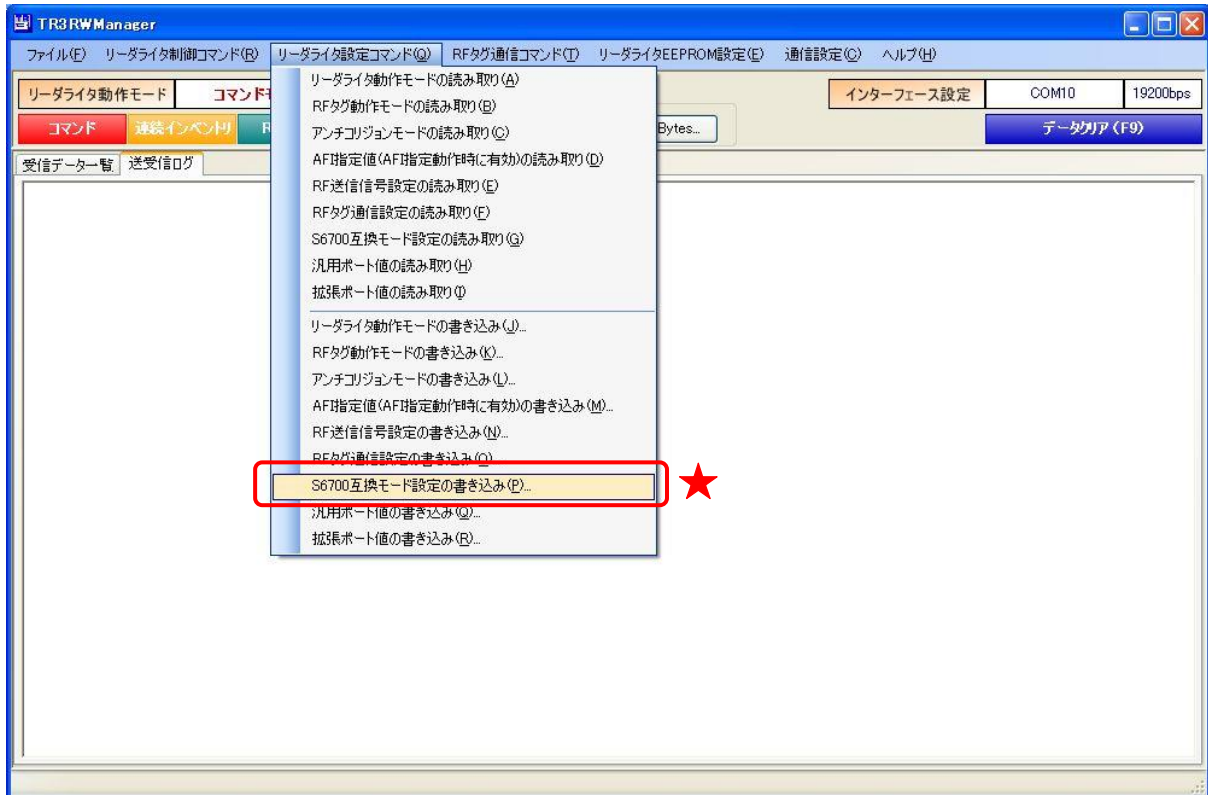 TR3RWManager
ファイル(F) リーダライタ制御コマンド(R) リーダライタ設定コマンド(Q) RFタグ通信コマンド(T) リーダライタEEPROM設定(E) 通信設定(C) ヘルプ(H)
リーダライタ動作モード コマンド
インターフェース設定 COM10 19200bps
コマンド 連続インベントリ R
Bytes...
データクリア (F9)
受信データ一覧 送受信ログ
リーダライタ動作モードの読み取り(A)
RFタグ動作モードの読み取り(B)
アンチコリジョンモードの読み取り(C)
AFI指定値(AFI指定動作時に有効)の読み取り(D)
RF送信信号設定の読み取り(E)
RFタグ通信設定の読み取り(F)
S6700互換モード設定の読み取り(G)
汎用ポート値の読み取り(H)
拡張ポート値の読み取り(I)
リーダライタ動作モードの書き込み(J)...
RFタグ動作モードの書き込み(K)...
アンチコリジョンモードの書き込み(L)...
AFI指定値(AFI指定動作時に有効)の書き込み(M)...
RF送信信号設定の書き込み(N)...
RFタグ通信設定の書き込み(O)...
S6700互換モード設定の書き込み(P)...
汎用ポート値の書き込み(Q)...
拡張ポート値の書き込み(R)...